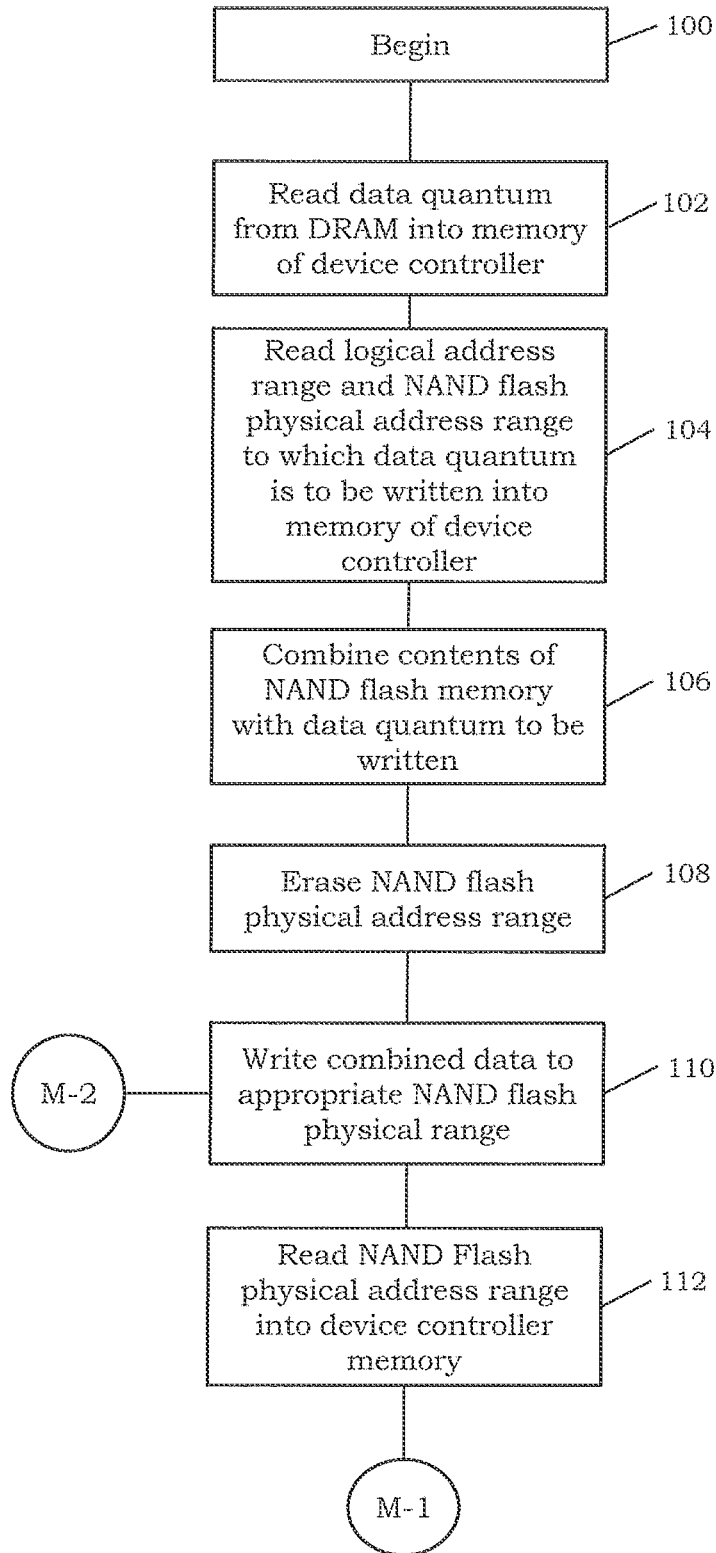 Begin
100
Read data quantum
from DRAM into memory
of device controller
102
Read logical address
range and NAND flash
physical address range
to which data quantum
is to be written into
memory of device
controller
104
Combine contents of
NAND flash memory
with data quantum to be
written
106
Erase NAND flash
physical address range
108
M-2
Write combined data to
appropriate NAND flash
physical range
110
Read NAND Flash
physical address range
into device controller
memory
112
M-1